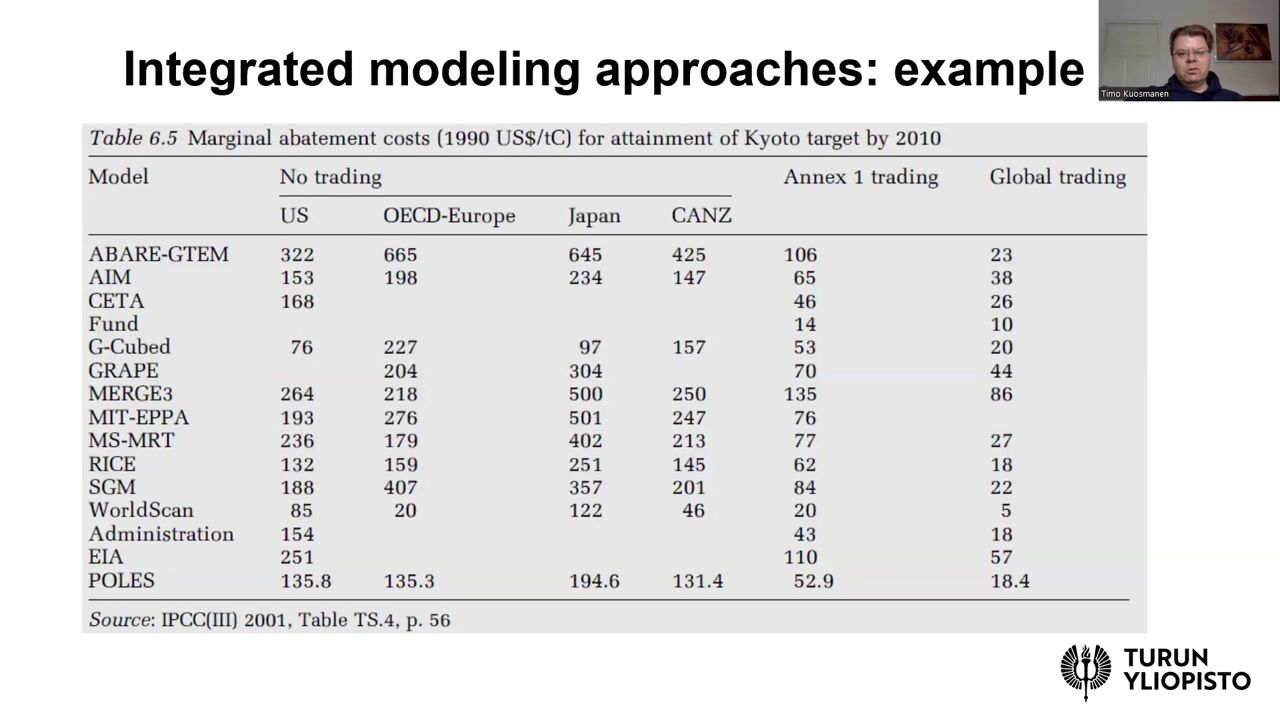 Integrated modeling approaches: example
Timo Kuosmanen
Table 6.5 Marginal abatement costs (1990 US$/tC) for attainment of Kyoto target by 2010
Model No trading Annex 1 trading Global trading
US OECD-Europe Japan CANZ
ABARE-GTEM 322 665 645 425 106 23
AIM 153 198 234 147 65 38
CETA 168 46 26
Fund 14 10
G-Cubed 76 227 97 157 53 20
GRAPE 204 304 70 44
MERGE3 264 218 500 250 135 86
MIT-EPPA 193 276 501 247 76
MS-MRT 236 179 402 213 77 27
RICE 132 159 251 145 62 18
SGM 188 407 357 201 84 22
WorldScan 85 20 122 46 20 5
Administration 154 43 18
EIA 251 110 57
POLES 135.8 135.3 194.6 131.4 52.9 18.4
Source: IPCC(III) 2001, Table TS.4, p. 56
TURUN
YLIOPISTO